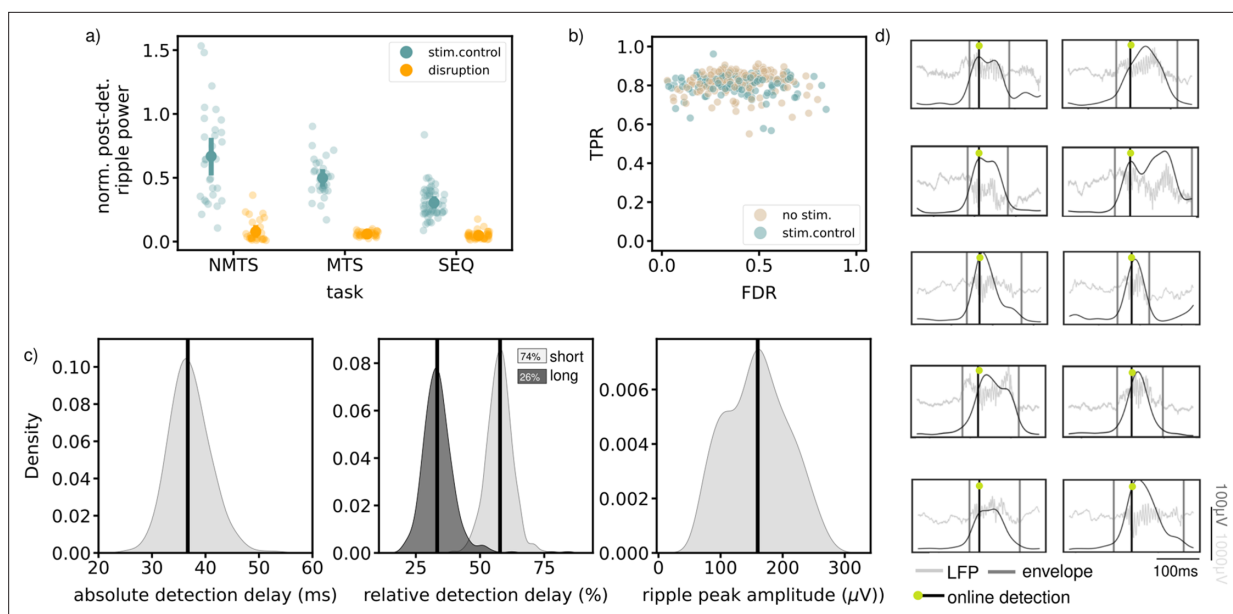 a)
norm. post-det.
ripple power
1.5
1.0
0.5
0.0
stim.control
disruption
NMTS MTS SEQ
task
b)
TPR
1.0
0.8
0.6
0.4
0.2
0.0
no stim.
stim.control
0.0 0.5 1.0
FDR
c)
Density
0.10
0.08
0.06
0.04
0.02
0.00
20 30 40 50 60
absolute detection delay (ms)
0.08
0.06
0.04
0.02
0.00
74% short
26% long
25 50 75
relative detection delay (%)
0.006
0.004
0.002
0.000
0 100 200 300
ripple peak amplitude (μV))
d)
100μV
1000μV
100ms
LFP envelope
online detection